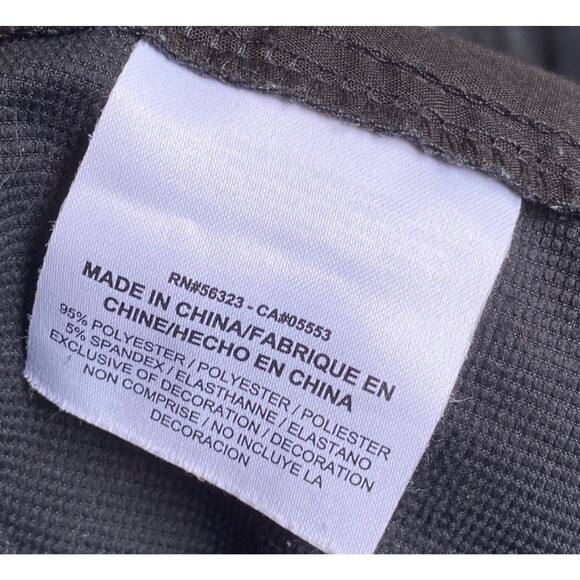 RN#56323 - CA#05553
MADE IN CHINA/FABRIQUE EN
CHINE/HECHO EN CHINA
95% POLYESTER / POLYESTER / POLIESTER
5% SPANDEX / ELASTHANNE / ELASTANO
EXCLUSIVE OF DECORATION / DECORATION
NON COMPRISE / NO INCLUYE LA
DECORACION